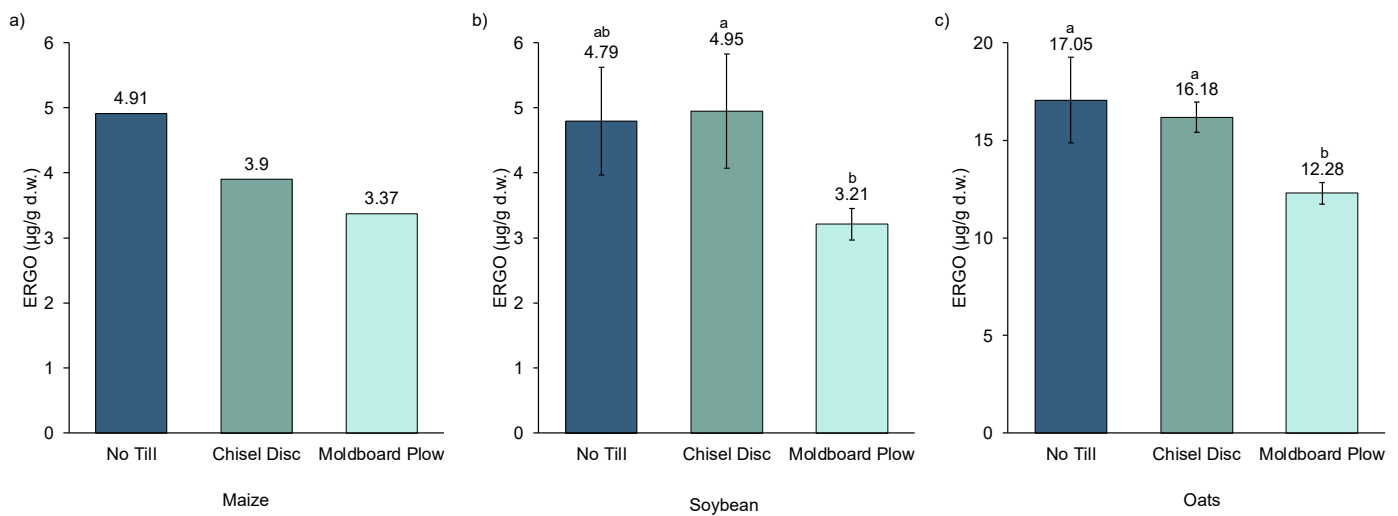 a)
ERGO (µg/g d.w.)
6
5
4
3
2
1
0
4.91
3.9
3.37
No Till
Chisel Disc
Moldboard Plow
Maize
b)
ERGO (µg/g d.w.)
6
5
4
3
2
1
0
ab
4.79
a
4.95
b
3.21
No Till
Chisel Disc
Moldboard Plow
Soybean
c)
ERGO (µg/g d.w.)
20
15
10
5
0
a
17.05
a
16.18
b
12.28
No Till
Chisel Disc
Moldboard Plow
Oats